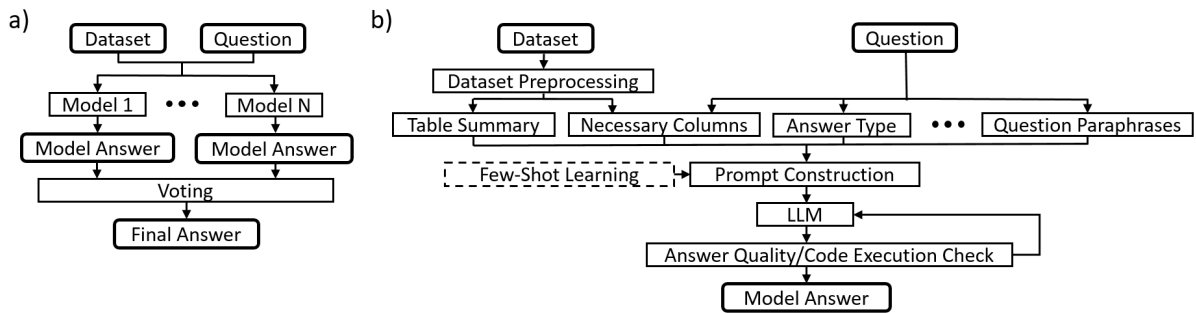 a)
Dataset
Question
Model 1
•••
Model N
Model Answer
Model Answer
Voting
Final Answer
b)
Dataset
Question
Dataset Preprocessing
Table Summary
Necessary Columns
Answer Type
•••
Question Paraphrases
Few-Shot Learning
Prompt Construction
LLM
Answer Quality/Code Execution Check
Model Answer